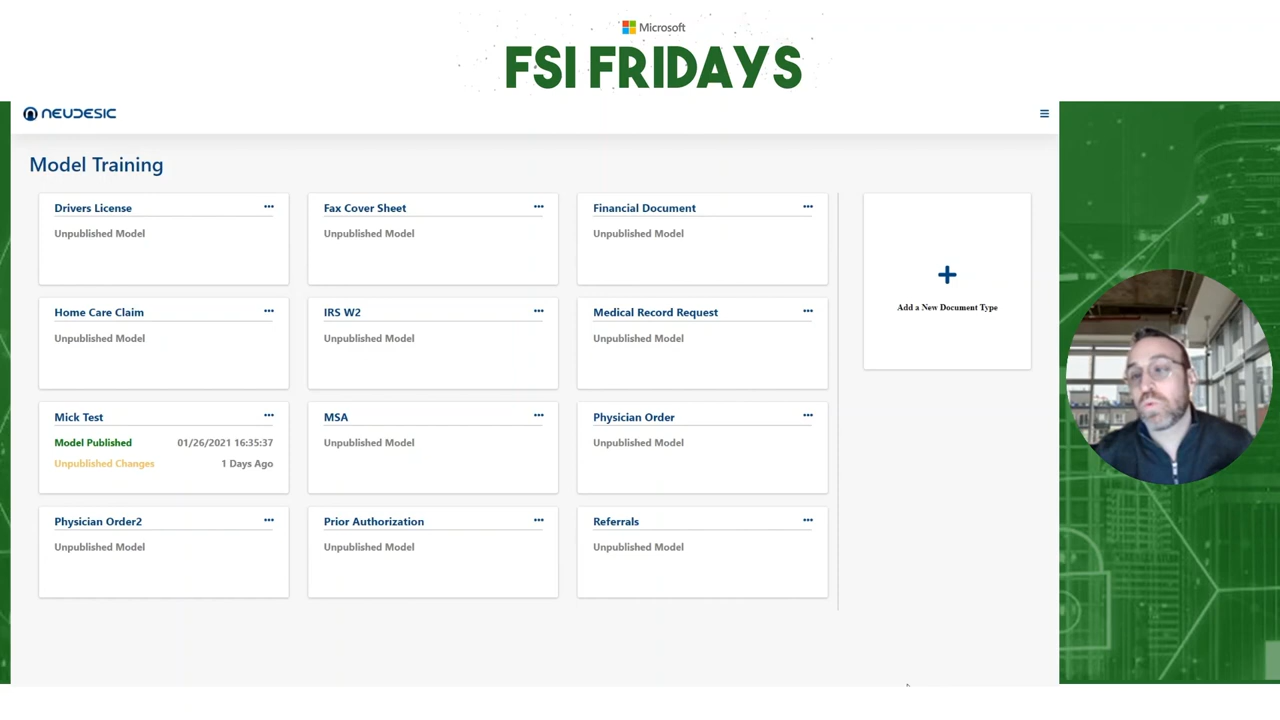 Microsoft
FSI FRIDAYS
NEUDESIC
Model Training
Drivers License
Unpublished Model
Fax Cover Sheet
Unpublished Model
Financial Document
Unpublished Model
Add a New Document Type
Home Care Claim
Unpublished Model
IRS W2
Unpublished Model
Medical Record Request
Unpublished Model
Mick Test
Model Published 01/26/2021 16:35:37
Unpublished Changes 1 Days Ago
MSA
Unpublished Model
Physician Order
Unpublished Model
Physician Order2
Unpublished Model
Prior Authorization
Unpublished Model
Referrals
Unpublished Model